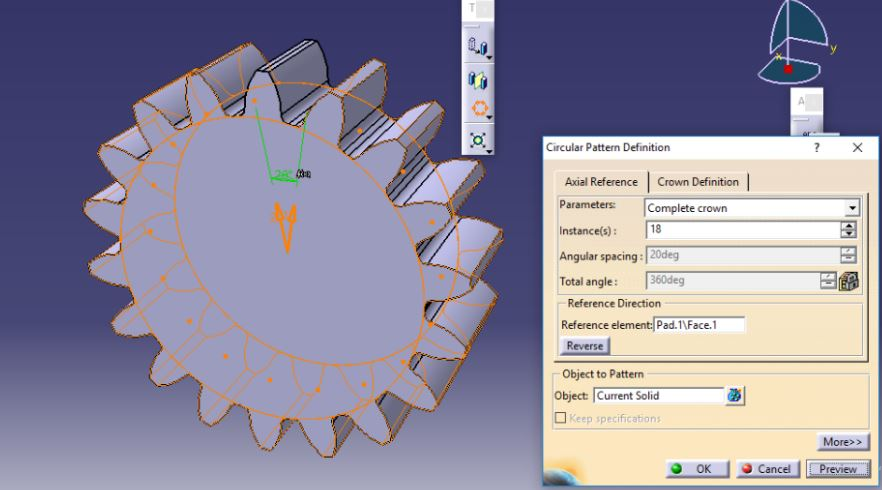 T
y
x
A
Circular Pattern Definition
?
Axial Reference
Crown Definition
Parameters:
Complete crown
Instance(s) :
18
Angular spacing :
20deg
Total angle :
360deg
Reference Direction
Reference element:
Pad.1\Face.1
Reverse
Object to Pattern
Object:
Current Solid
Keep specifications
More>>
OK
Cancel
Preview